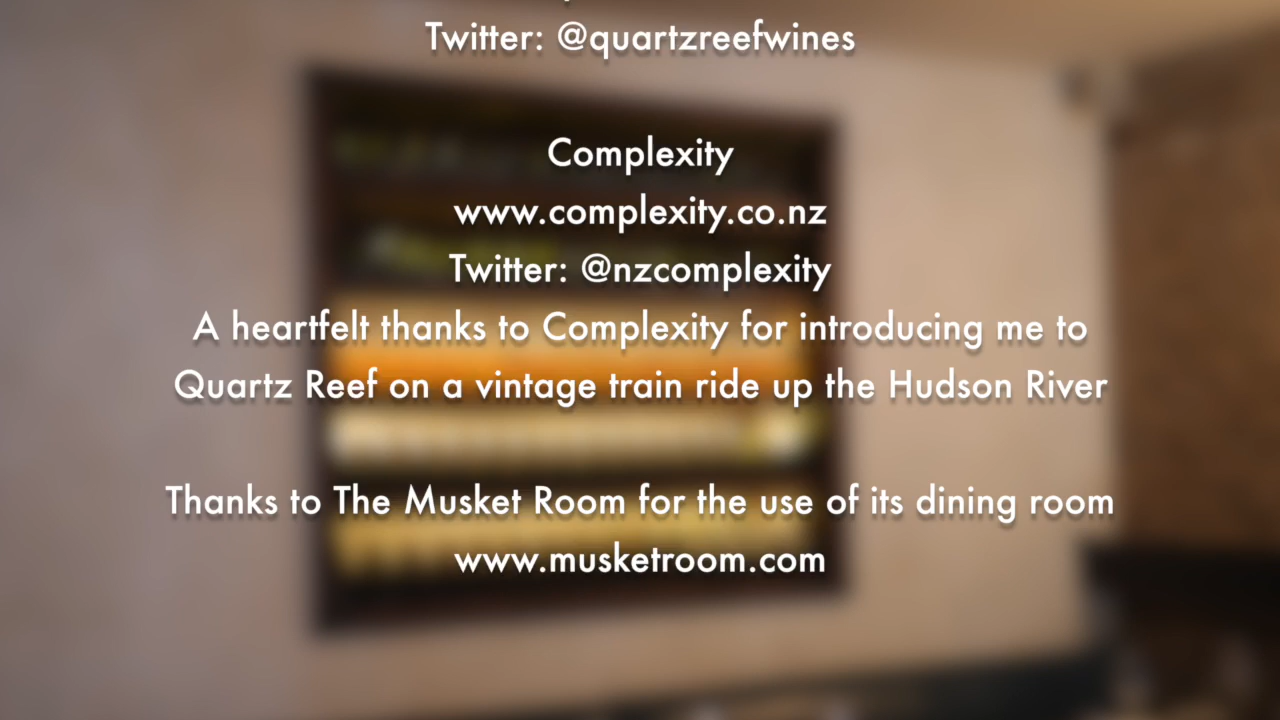 Twitter: @quartzreefwines
Complexity
www.complexity.co.nz
Twitter: @nzcomplexity
A heartfelt thanks to Complexity for introducing me to
Quartz Reef on a vintage train ride up the Hudson River
Thanks to The Musket Room for the use of its dining room
www.musketroom.com